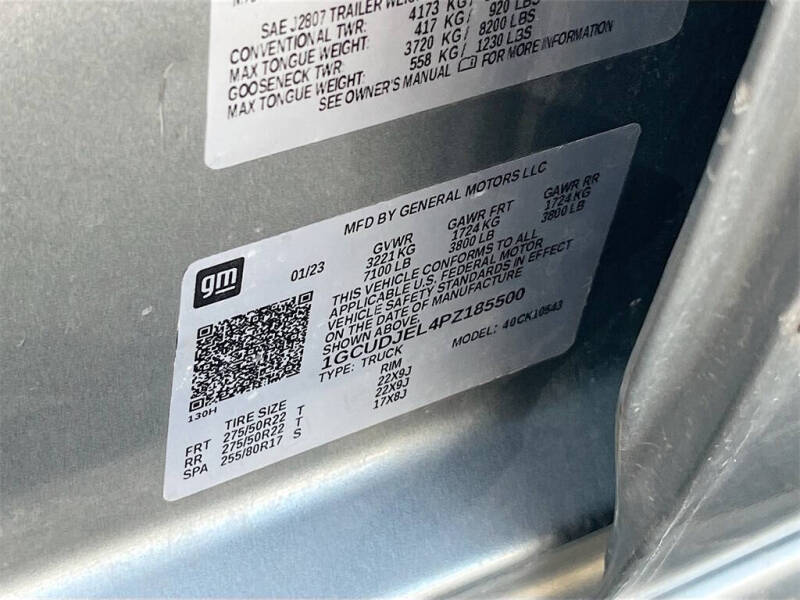 SAE J2807 TRAILER WEIGHT
CONVENTIONAL TWR: 4173 KG/ 920 LBS
MAX TONGUE WEIGHT: 417 KG/ 8200 LBS
GOOSENECK TWR: 3720 KG/ 1230 LBS
MAX TONGUE WEIGHT: 558 KG/
SEE OWNER'S MANUAL FOR MORE INFORMATION
MFD BY GENERAL MOTORS LLC
gm
01/23
GVWR GAWR FRT GAWR RR
3221 KG 1724 KG 1724 KG
7100 LB 3800 LB 3800 LB
THIS VEHICLE CONFORMS TO ALL
APPLICABLE U.S. FEDERAL MOTOR
VEHICLE SAFETY STANDARDS IN EFFECT
ON THE DATE OF MANUFACTURE
SHOWN ABOVE.
1GCUDJEL4PZ185500
TYPE: TRUCK MODEL: 40CK10543
130H
TIRE SIZE RIM
FRT 275/50R22 T 22X9J
RR 275/50R22 T 22X9J
SPA 255/80R17 S 17X8J